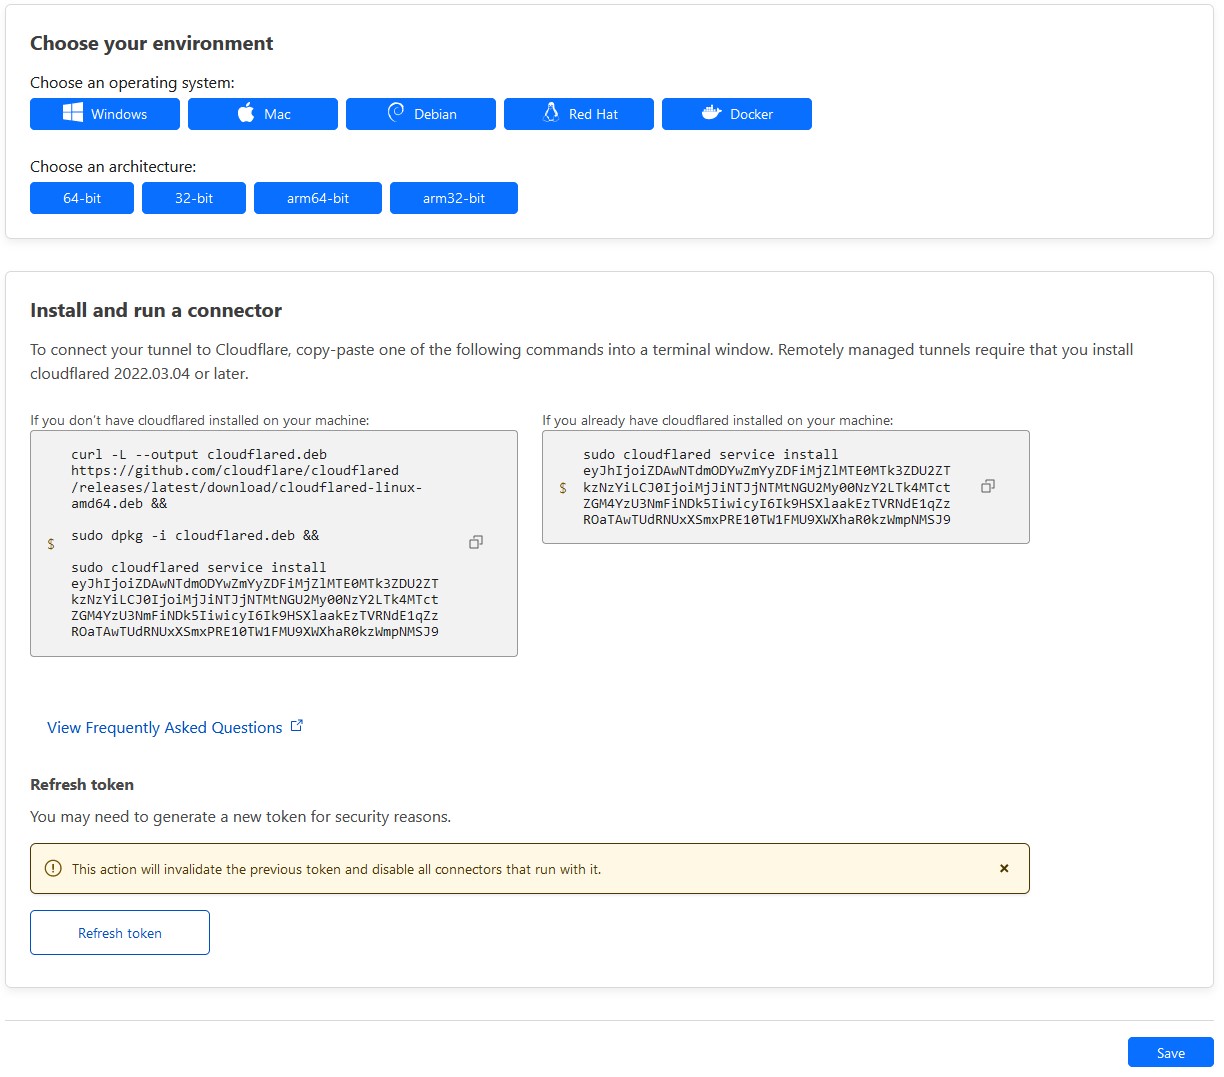 Choose your environment
Choose an operating system:
Windows Mac Debian Red Hat Docker
Choose an architecture:
64-bit 32-bit arm64-bit arm32-bit
Install and run a connector
To connect your tunnel to Cloudflare, copy-paste one of the following commands into a terminal window. Remotely managed tunnels require that you install
cloudflared 2022.03.04 or later.
If you don't have cloudflared installed on your machine:
$
curl -L --output cloudflared.deb
https://github.com/cloudflare/cloudflared
/releases/latest/download/cloudflared-linux-
amd64.deb &&
sudo dpkg -i cloudflared.deb &&
sudo cloudflared service install
eyJhIjoiZDAwNTdmODYwZmYyZDFiMjZlMTE0MTk3ZDU2ZT
kzNzYiLCJ0IjoiMjJiNTJjNTMtNGU2My00NzY2LTk4MTct
ZGM4YzU3NmFiNDk5IiwicyI6Ik9HSXlaakEzTVRNdE1qZz
ROaTAwTUdRNUxXSmxPRE10TW1FMU9XWXhaR0kzWmpNMSJ9
If you already have cloudflared installed on your machine:
$
sudo cloudflared service install
eyJhIjoiZDAwNTdmODYwZmYyZDFiMjZlMTE0MTk3ZDU2ZT
kzNzYiLCJ0IjoiMjJiNTJjNTMtNGU2My00NzY2LTk4MTct
ZGM4YzU3NmFiNDk5IiwicyI6Ik9HSXlaakEzTVRNdE1qZz
ROaTAwTUdRNUxXSmxPRE10TW1FMU9XWXhaR0kzWmpNMSJ9
View Frequently Asked Questions
Refresh token
You may need to generate a new token for security reasons.
This action will invalidate the previous token and disable all connectors that run with it.
Refresh token
Save